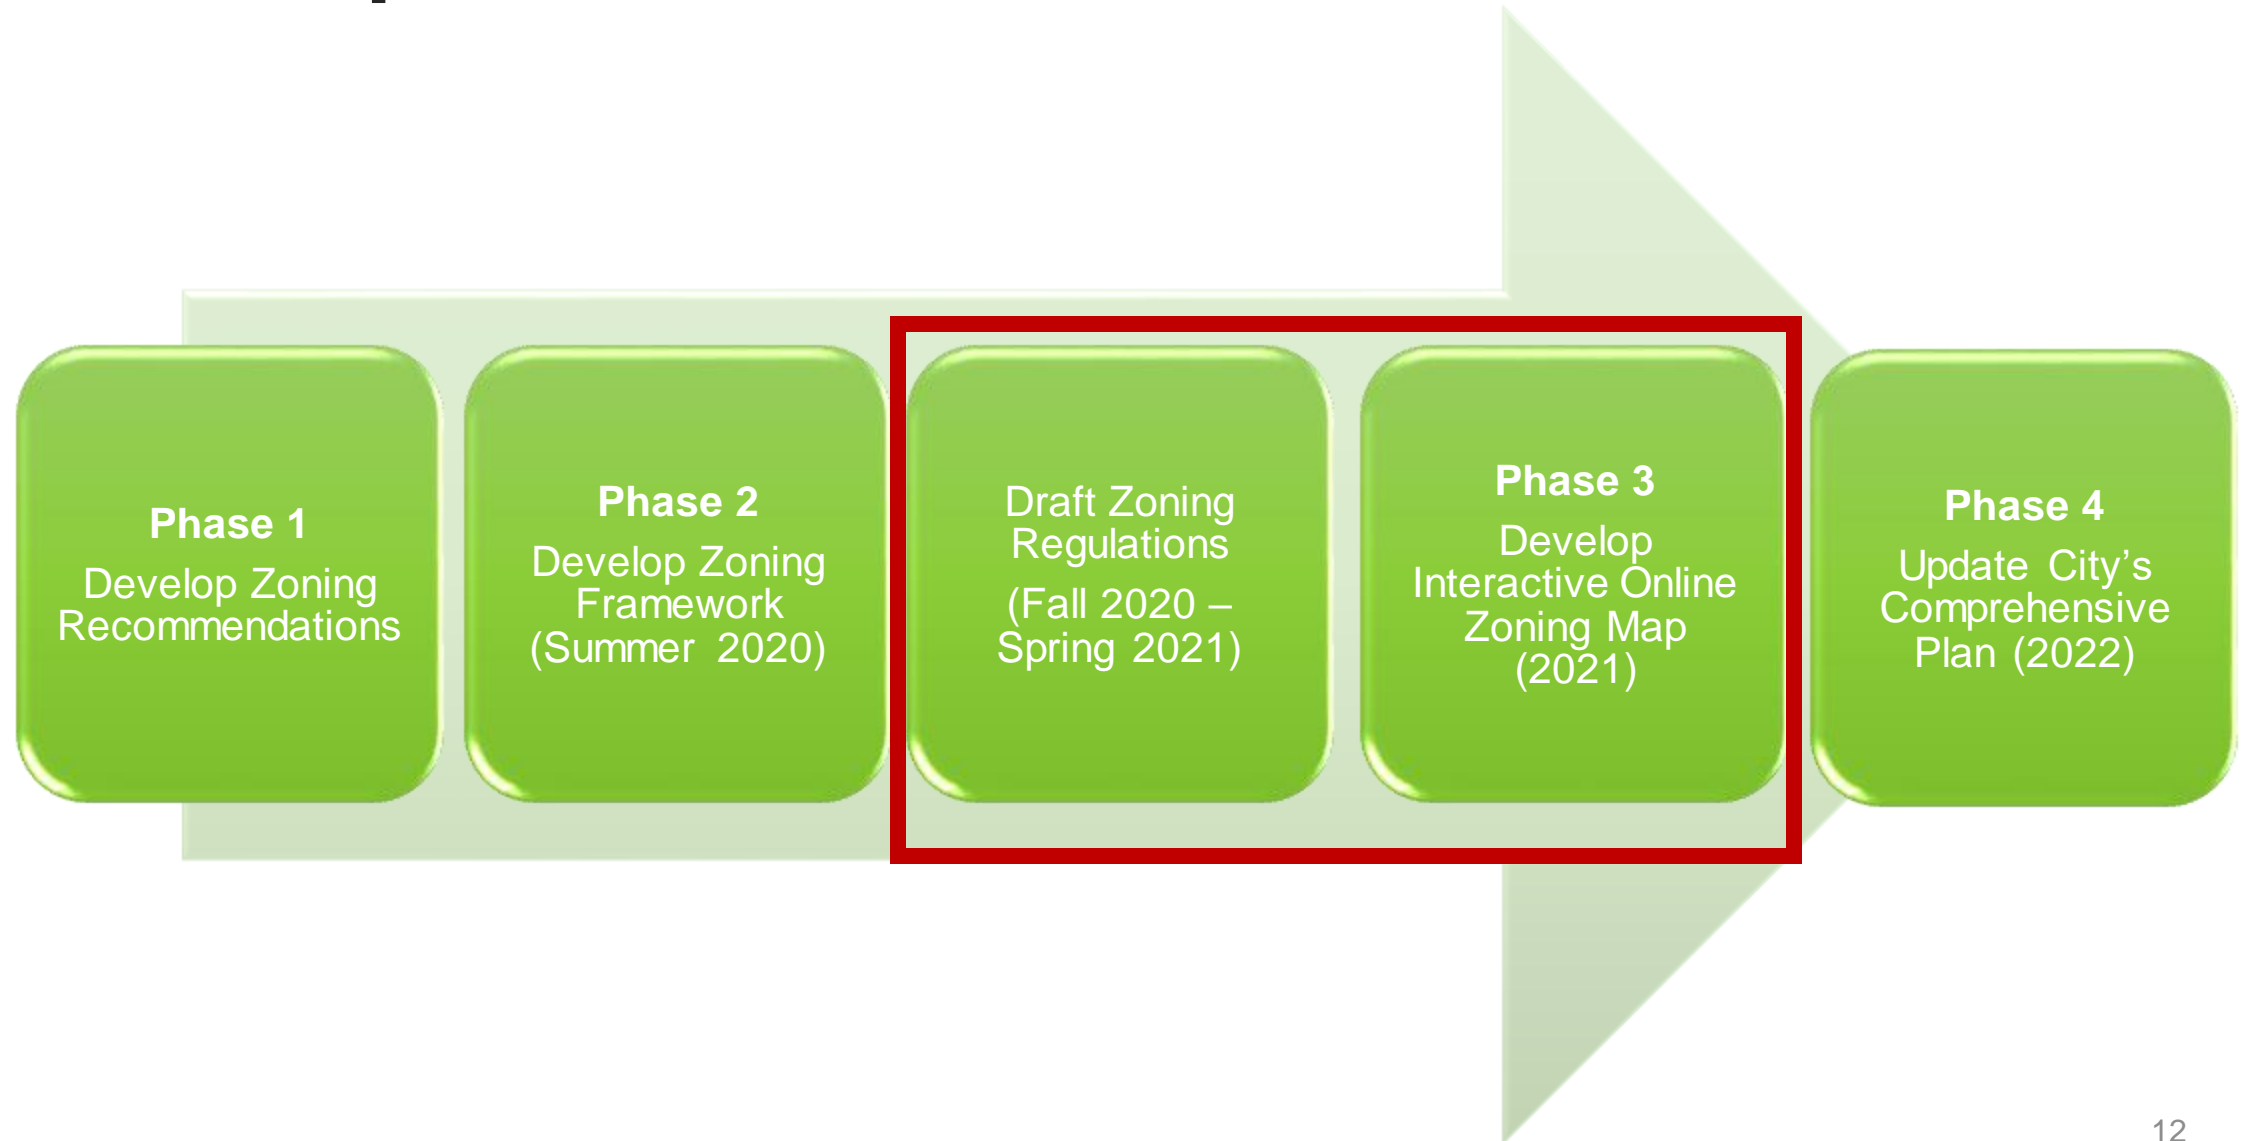 Phase 1
Develop Zoning
Recommendations
Phase 2
Develop Zoning
Framework
(Summer 2020)
Draft Zoning
Regulations
(Fall 2020 –
Spring 2021)
Phase 3
Develop
Interactive Online
Zoning Map
(2021)
Phase 4
Update City’s
Comprehensive
Plan (2022)
12